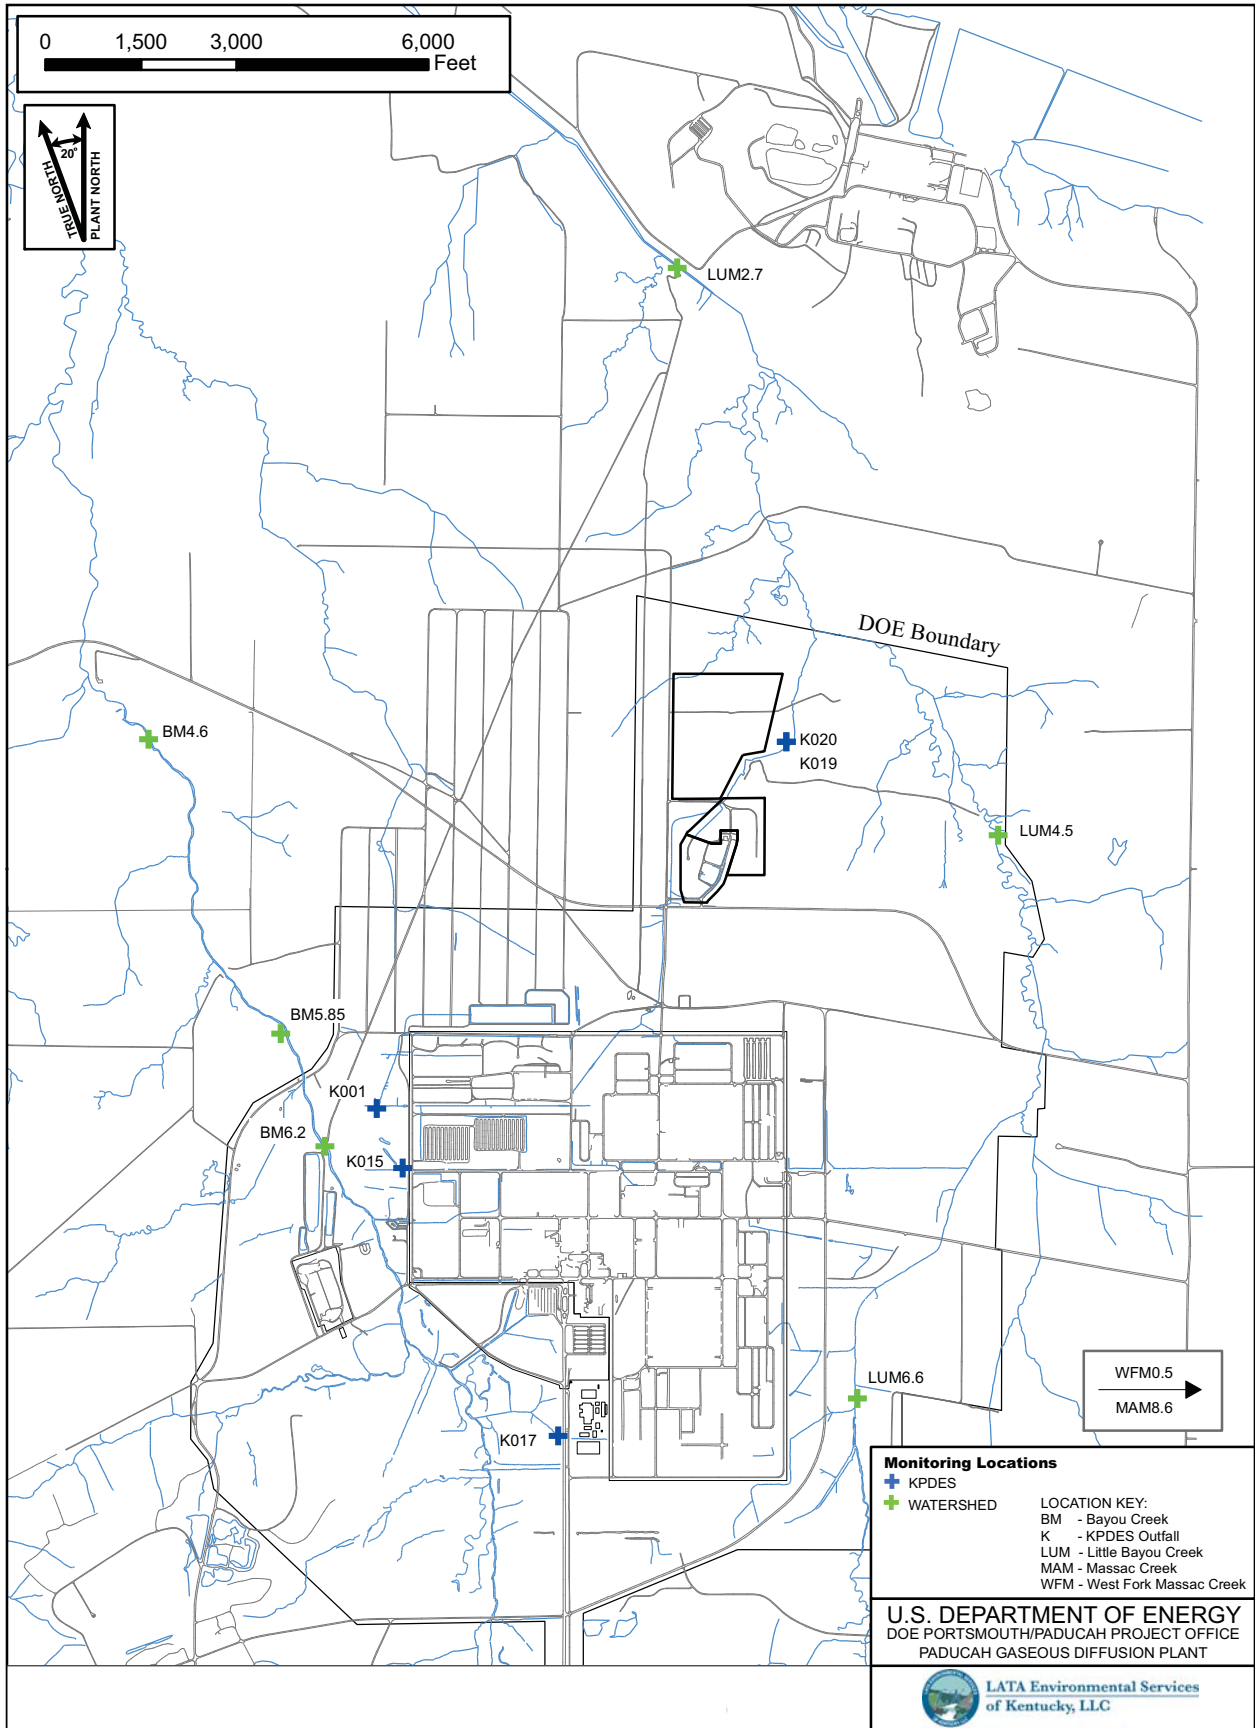 0 1,500 3,000 6,000
Feet
20°
TRUE NORTH
PLANT NORTH
LUM2.7
DOE Boundary
BM4.6
K020
K019
LUM4.5
BM5.85
K001
BM6.2
K015
WFM0.5
MAM8.6
LUM6.6
K017
Monitoring Locations
KPDES
WATERSHED
LOCATION KEY:
BM - Bayou Creek
K - KPDES Outfall
LUM - Little Bayou Creek
MAM - Massac Creek
WFM - West Fork Massac Creek
U.S. DEPARTMENT OF ENERGY
DOE PORTSMOUTH/PADUCAH PROJECT OFFICE
PADUCAH GASEOUS DIFFUSION PLANT
LATA Environmental Services
of Kentucky, LLC